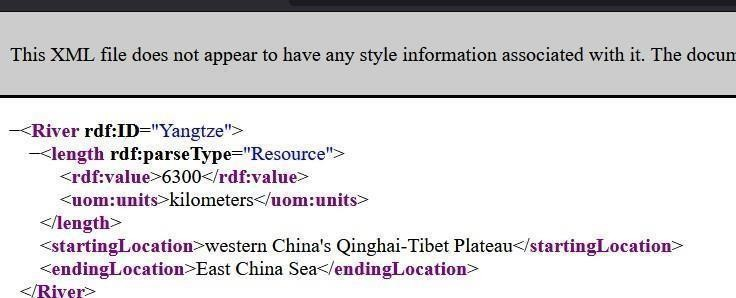 This XML file does not appear to have any style information associated with it. The
−<River rdf:ID="Yangtze">
−<length rdf:parseType="Resource">
<rdf:value>6300</rdf:value>
<uom:units>kilometers</uom:units>
</length>
<startingLocation>western China's Qinghai-Tibet Plateau</startingLocation>
<endingLocation>East China Sea</endingLocation>
</River>